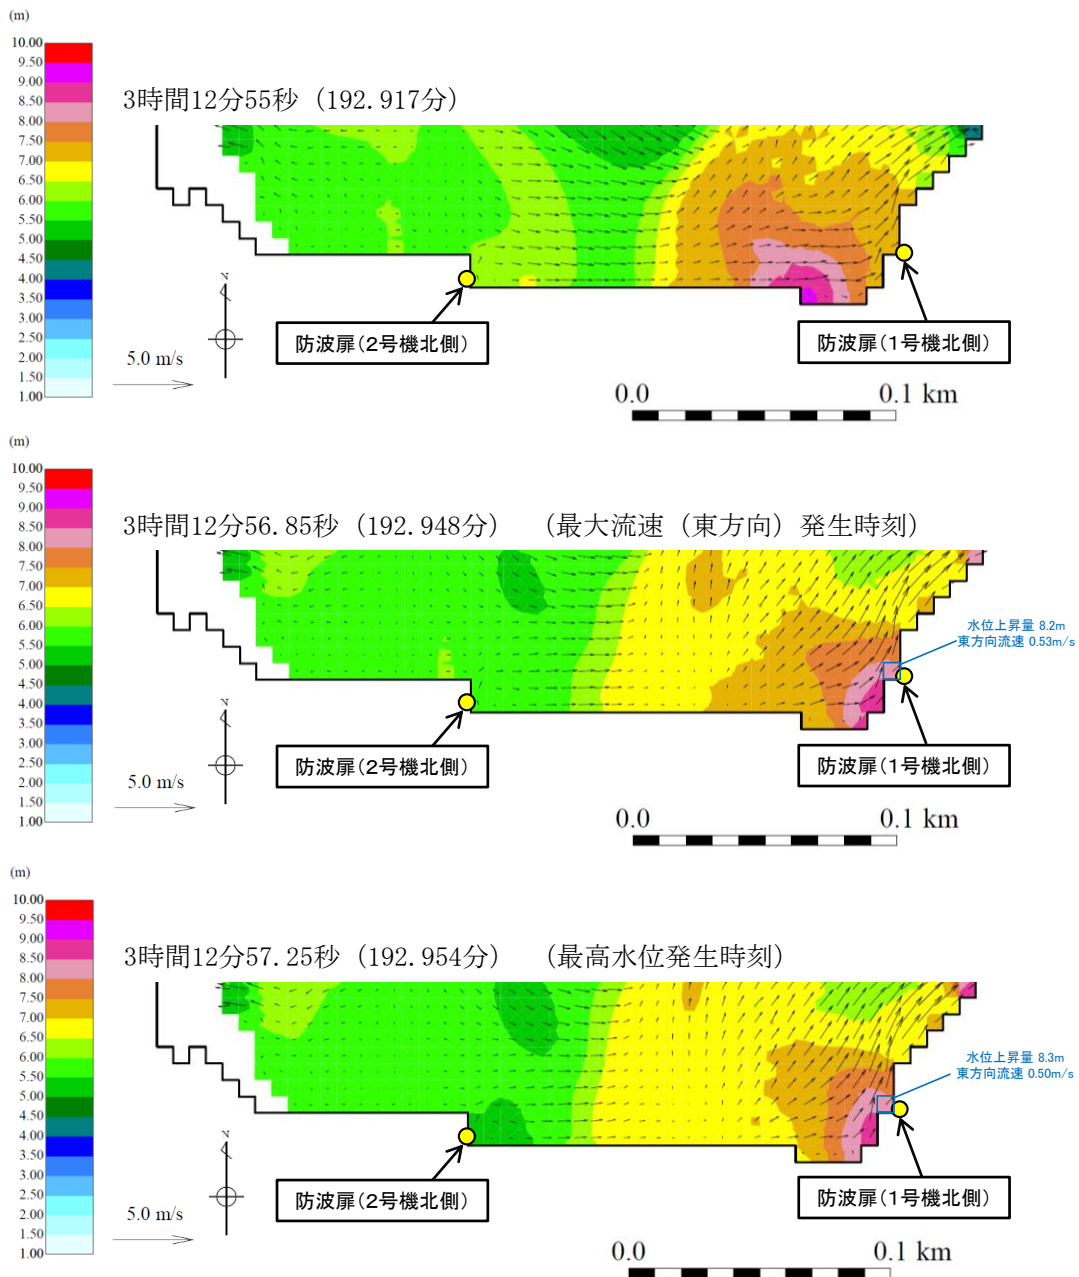 (m)
10.00
9.50
9.00
8.50
8.00
7.50
7.00
6.50
6.00
5.50
5.00
4.50
4.00
3.50
3.00
2.50
2.00
1.50
1.00
3時間12分55秒（192.917分）
N
5.0 m/s
防波扉（2号機北側）
防波扉（1号機北側）
0.0 0.1 km
(m)
10.00
9.50
9.00
8.50
8.00
7.50
7.00
6.50
6.00
5.50
5.00
4.50
4.00
3.50
3.00
2.50
2.00
1.50
1.00
3時間12分56.85秒（192.948分） （最大流速（東方向）発生時刻）
水位上昇量 8.2m
東方向流速 0.53m/s
N
5.0 m/s
防波扉（2号機北側）
防波扉（1号機北側）
0.0 0.1 km
(m)
10.00
9.50
9.00
8.50
8.00
7.50
7.00
6.50
6.00
5.50
5.00
4.50
4.00
3.50
3.00
2.50
2.00
1.50
1.00
3時間12分57.25秒（192.954分） （最高水位発生時刻）
水位上昇量 8.3m
東方向流速 0.50m/s
N
5.0 m/s
防波扉（2号機北側）
防波扉（1号機北側）
0.0 0.1 km